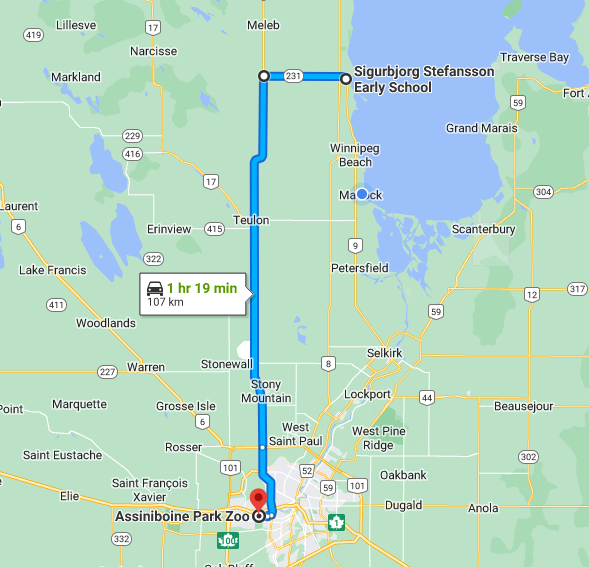 Lillesve
Meleb
419
17
Narcisse
Traverse Bay
Markland
231
Sigurbjorg Stefansson
Early School
59
Fort
Grand Marais
229
416
Winnipeg
Beach
17
304
Laurent
Teulon
6
Erinview
415
9
Scanterbury
322
Petersfield
Lake Francis
1 hr 19 min
107 km
12
317
411
59
Woodlands
Selkirk
Stonewall
8
Warren
227
Stony
Mountain
Lockport
44
Marquette
Grosse Isle
Beausejour
Point
6
West
Saint Paul
West Pine
Ridge
Rosser
Saint Eustache
302
101
52
Oakbank
Saint François
Xavier
59
101
Elie
Dugald
Anola
Assiniboine Park Zoo
1
332
100